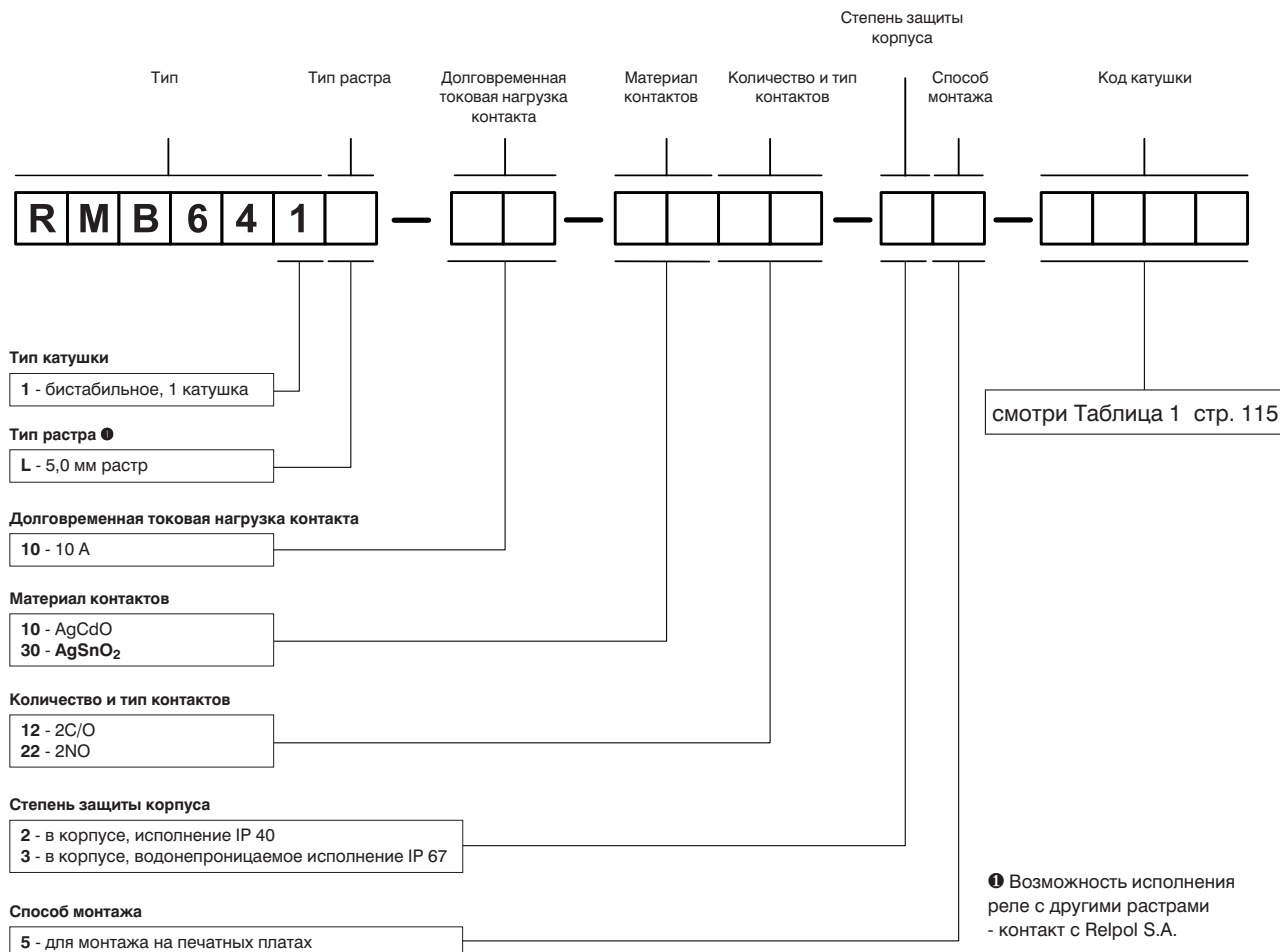 Степень защиты
корпуса
Тип
Тип растра
Долговременная
токовая нагрузка
контакта
Материал
контактов
Количество и тип
контактов
Способ
монтажа
Код катушки
R M B 6 4 1 — — — —
Тип катушки
1 - бистабильное, 1 катушка
смотри Таблица 1 стр. 115
Тип растра ❶
L - 5,0 мм растр
Долговременная токовая нагрузка контакта
10 - 10 A
Материал контактов
10 - AgCdO
30 - AgSnO₂
Количество и тип контактов
12 - 2C/O
22 - 2NO
Степень защиты корпуса
2 - в корпусе, исполнение IP 40
3 - в корпусе, водонепроницаемое исполнение IP 67
Способ монтажа
5 - для монтажа на печатных платах
❶ Возможность исполнения
реле с другими растрами
- контакт с Relpol S.A.